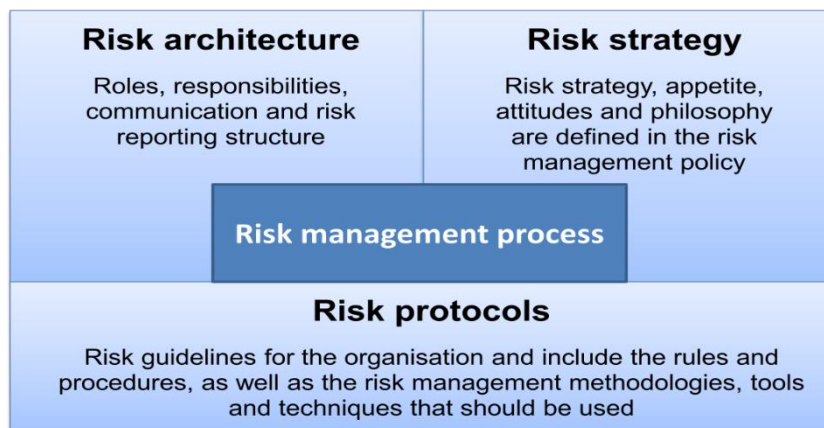 Risk architecture
Roles, responsibilities,
communication and risk
reporting structure
Risk strategy
Risk strategy, appetite,
attitudes and philosophy
are defined in the risk
management policy
Risk management process
Risk protocols
Risk guidelines for the organisation and include the rules and
procedures, as well as the risk management methodologies, tools
and techniques that should be used